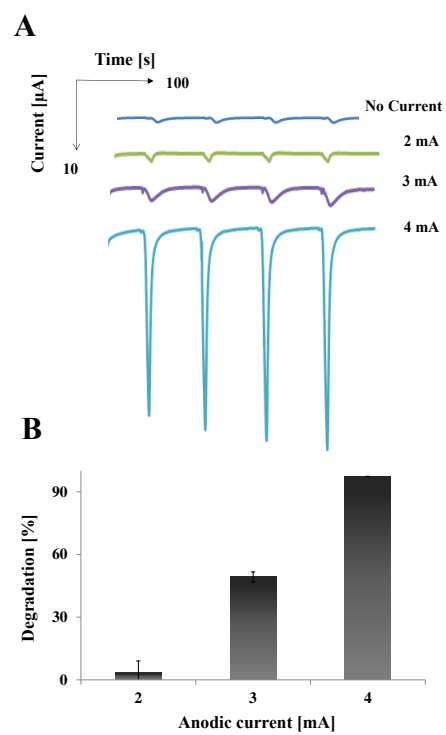 A
Time [s]
100
Current [µA]
10
No Current
2 mA
3 mA
4 mA
B
Degradation [%]
90
60
30
0
2 3 4
Anodic current [mA]